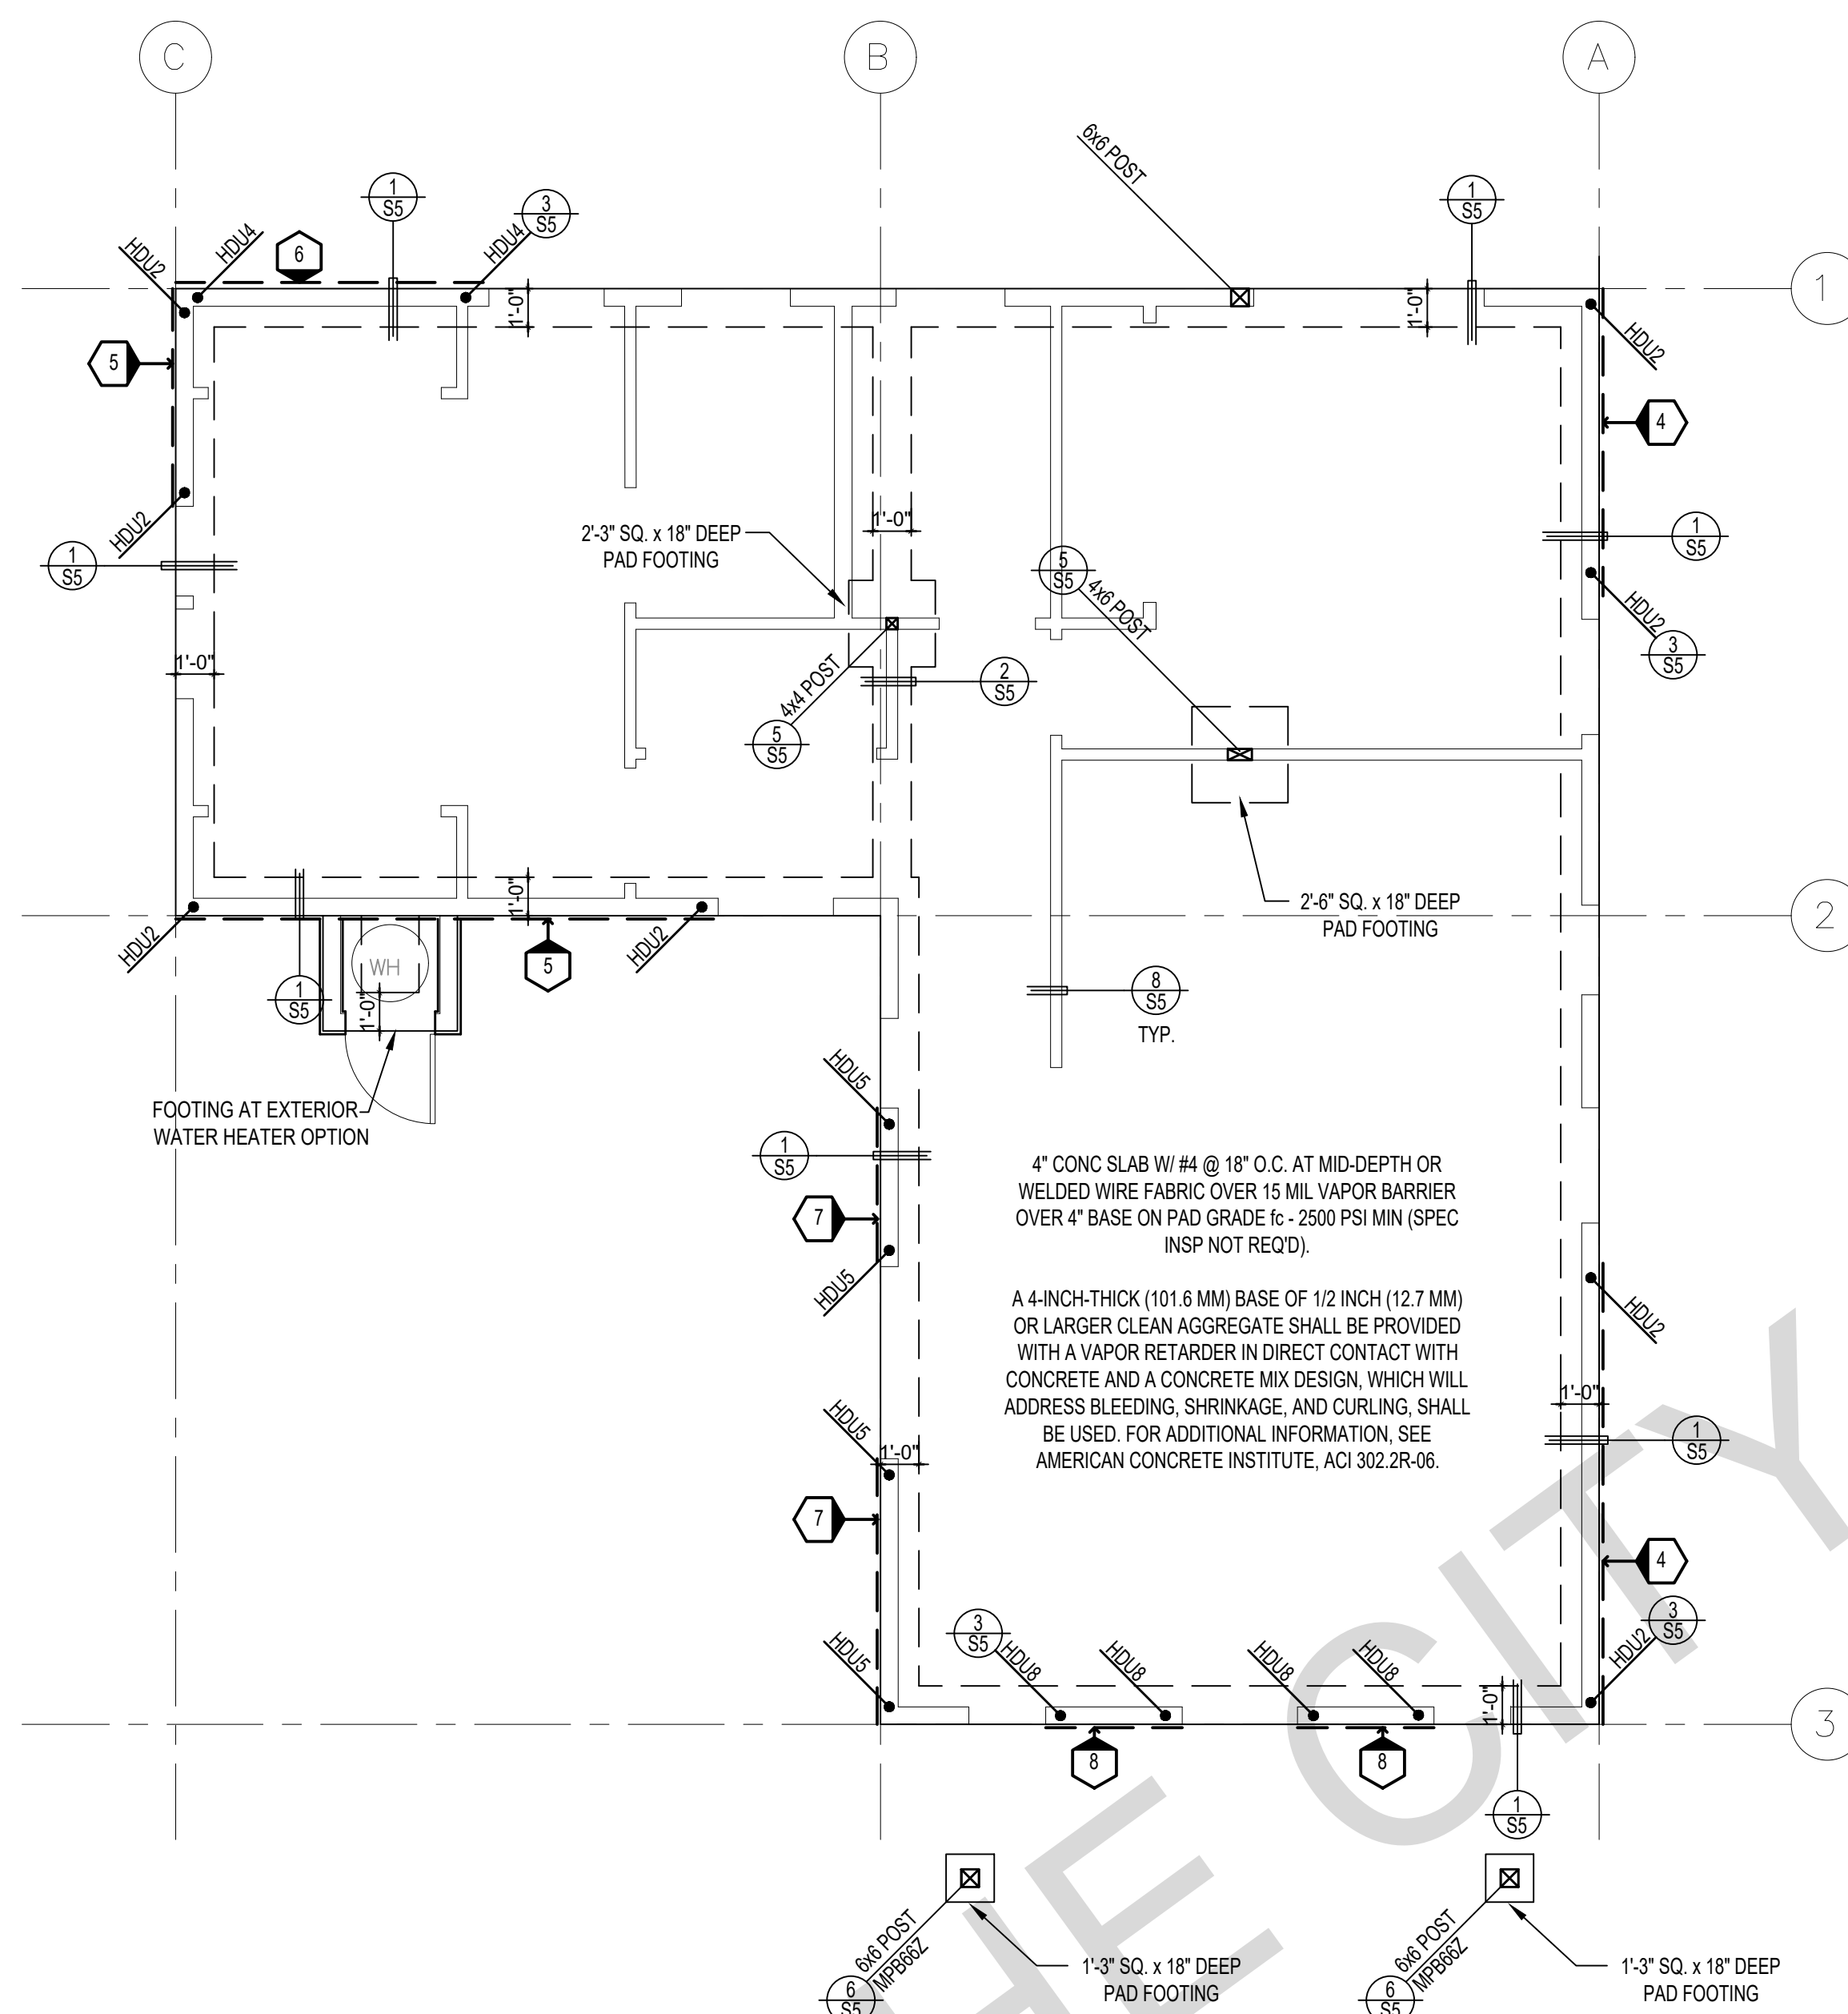 C
B
A
6x6 POST
1
S5
3
S5
1
S5
HDU2
HDU4
6
HDU4
1'-0"
1'-0"
1
HDU2
5
4
HDU2
1
S5
2'-3" SQ. x 18" DEEP
PAD FOOTING
1'-0"
5
S5
4x6 POST
1
S5
HDU2
3
S5
1'-0"
4x4 POST
5
S5
2
S5
HDU2
1
S5
WH
1'-0"
1'-0"
5
HDU2
2'-6" SQ. x 18" DEEP
PAD FOOTING
2
8
S5
TYP.
FOOTING AT EXTERIOR
WATER HEATER OPTION
HDU5
1
S5
7
HDU5
4" CONC SLAB W/ #4 @ 18" O.C. AT MID-DEPTH OR
WELDED WIRE FABRIC OVER 15 MIL VAPOR BARRIER
OVER 4" BASE ON PAD GRADE fc - 2500 PSI MIN (SPEC
INSP NOT REQ'D).
A 4-INCH-THICK (101.6 MM) BASE OF 1/2 INCH (12.7 MM)
OR LARGER CLEAN AGGREGATE SHALL BE PROVIDED
WITH A VAPOR RETARDER IN DIRECT CONTACT WITH
CONCRETE AND A CONCRETE MIX DESIGN, WHICH WILL
ADDRESS BLEEDING, SHRINKAGE, AND CURLING, SHALL
BE USED. FOR ADDITIONAL INFORMATION, SEE
AMERICAN CONCRETE INSTITUTE, ACI 302.2R-06.
HDU2
1'-0"
1
S5
HDU5
1'-0"
7
4
HDU5
3
S5
HDU8
HDU8
HDU8
HDU8
1'-0"
HDU2
3
S5
3
8
8
1
S5
6x6 POST
MPB66Z
6
S5
1'-3" SQ. x 18" DEEP
PAD FOOTING
6x6 POST
MPB66Z
6
S5
1'-3" SQ. x 18" DEEP
PAD FOOTING
HE CITY